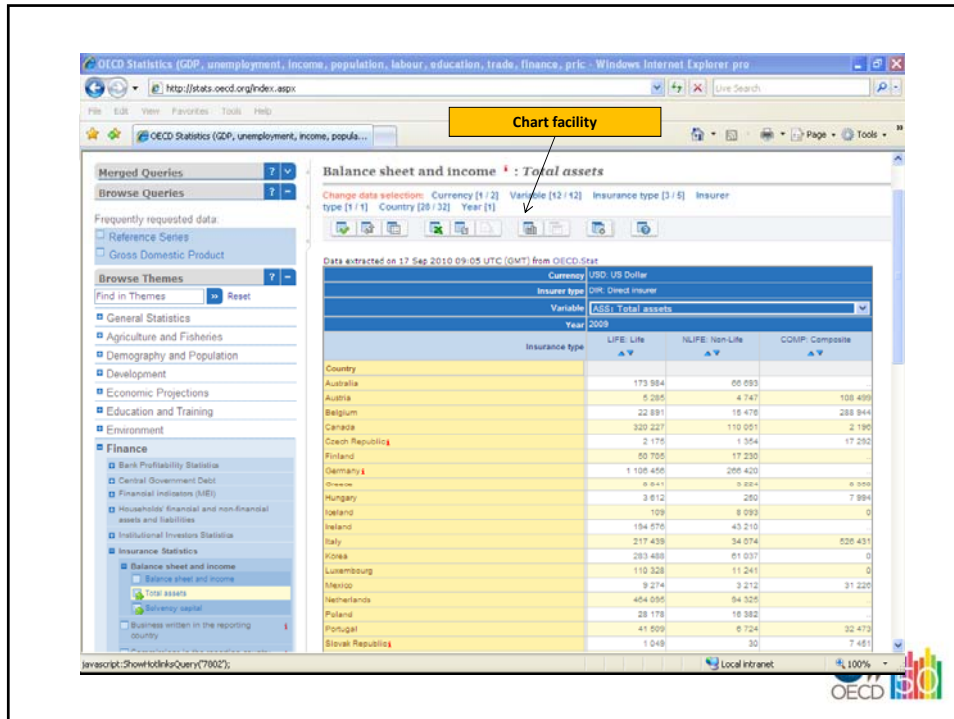 OECD Statistics (GDP, unemployment, income, population, labour, education, trade, finance, pric - Windows Internet Explorer pro
http://stats.oecd.org/Index.aspx
Live Search
File Edit View Favorites Tools Help
OECD Statistics (GDP, unemployment, income, popula...
Page Tools
Chart facility
Merged Queries
Browse Queries
Frequently requested data:
Reference Series
Gross Domestic Product
Browse Themes
Find in Themes Reset
General Statistics
Agriculture and Fisheries
Demography and Population
Development
Economic Projections
Education and Training
Environment
Finance
Bank Profitability Statistics
Central Government Debt
Financial indicators (MEI)
Households' financial and non-financial
assets and liabilities
Institutional Investors Statistics
Insurance Statistics
Balance sheet and income
Balance sheet and income
Total assets
Solvency capital
Business written in the reporting
country
Balance sheet and income i : Total assets
Change data selection: Currency [1 / 2] Variable [12 / 12] Insurance type [3 / 5] Insurer
type [1 / 1] Country [28 / 32] Year [1]
Data extracted on 17 Sep 2010 09:05 UTC (GMT) from OECD.Stat
Currency USD: US Dollar
Insurer type DIR: Direct insurer
Variable ASS: Total assets
Year 2009
Insurance type LIFE: Life NLIFE: Non-Life COMP: Composite
Country
Australia 173 984 66 693 ..
Austria 5 285 4 747 108 499
Belgium 22 891 15 476 288 944
Canada 320 227 110 051 2 196
Czech Republic i 2 175 1 354 17 292
Finland 50 705 17 230 ..
Germany i 1 106 456 266 420 ..
Greece
Hungary 3 612 260 7 994
Iceland 109 8 093 0
Ireland 194 576 43 210 ..
Italy 217 439 34 074 526 431
Korea 283 488 61 037 0
Luxembourg 110 328 11 241 0
Mexico 9 274 3 212 31 226
Netherlands 464 095 94 325 ..
Poland 28 178 16 382 ..
Portugal 41 509 6 724 32 473
Slovak Republic i 1 049 30 7 461
javascript:ShowHotlinksQuery('7802');
Local intranet
100%
OECD 50